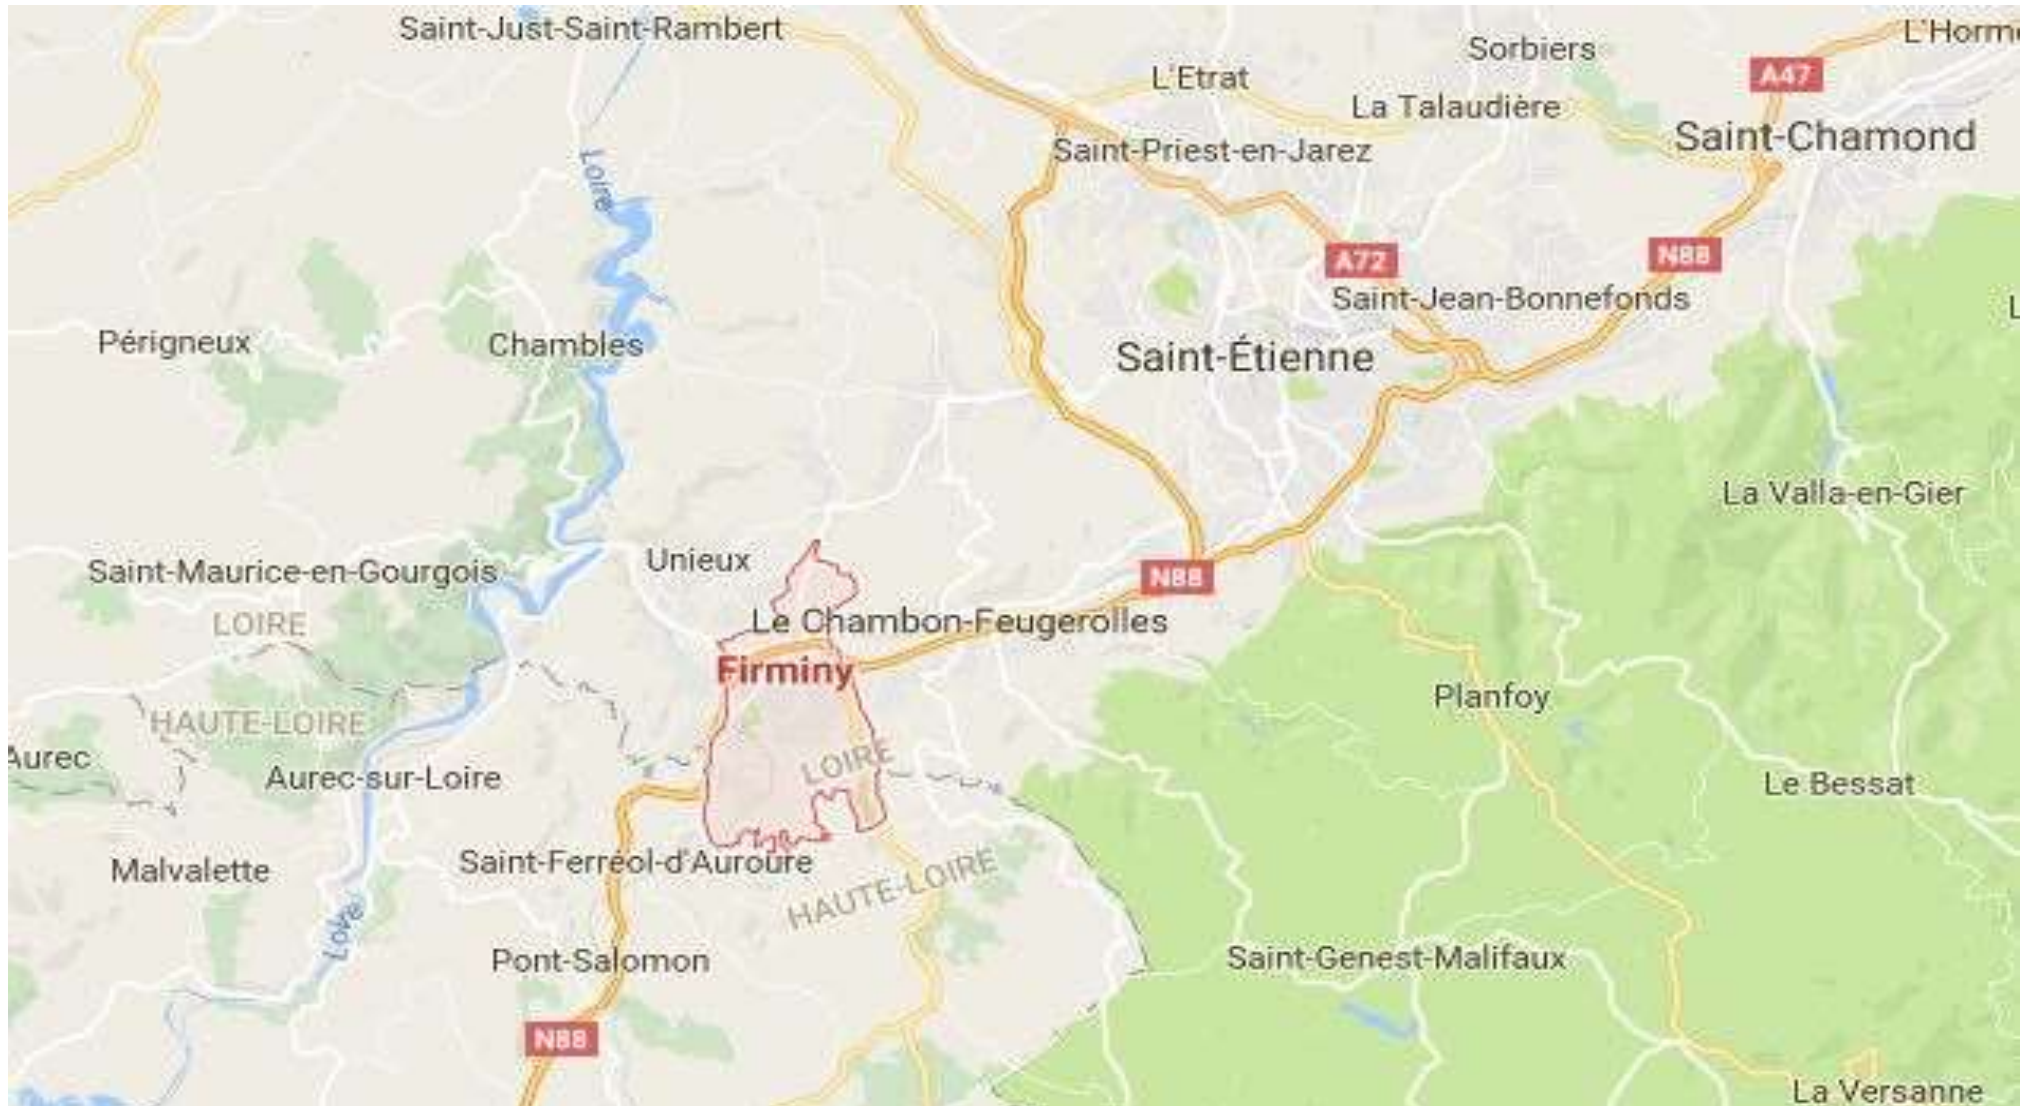 Saint-Just-Saint-Rambert
L'Horm
Sorbiers
A47
L'Etrat
La Talaudière
Saint-Chamond
Saint-Priest-en-Jarez
Loire
N88
A72
Saint-Jean-Bonnefonds
L
Périgneux
Chambles
Saint-Étienne
La Valla-en-Gier
Unieux
Saint-Maurice-en-Gourgois
N88
LOIRE
Le Chambon-Feugerolles
Firminy
Planfoy
HAUTE-LOIRE
Aurec
LOIRE
Aurec-sur-Loire
Le Bessat
Saint-Ferréol-d'Auroure
Malvalette
HAUTE-LOIRE
Loire
Pont-Salomon
Saint-Genest-Malifaux
N88
La Versanne